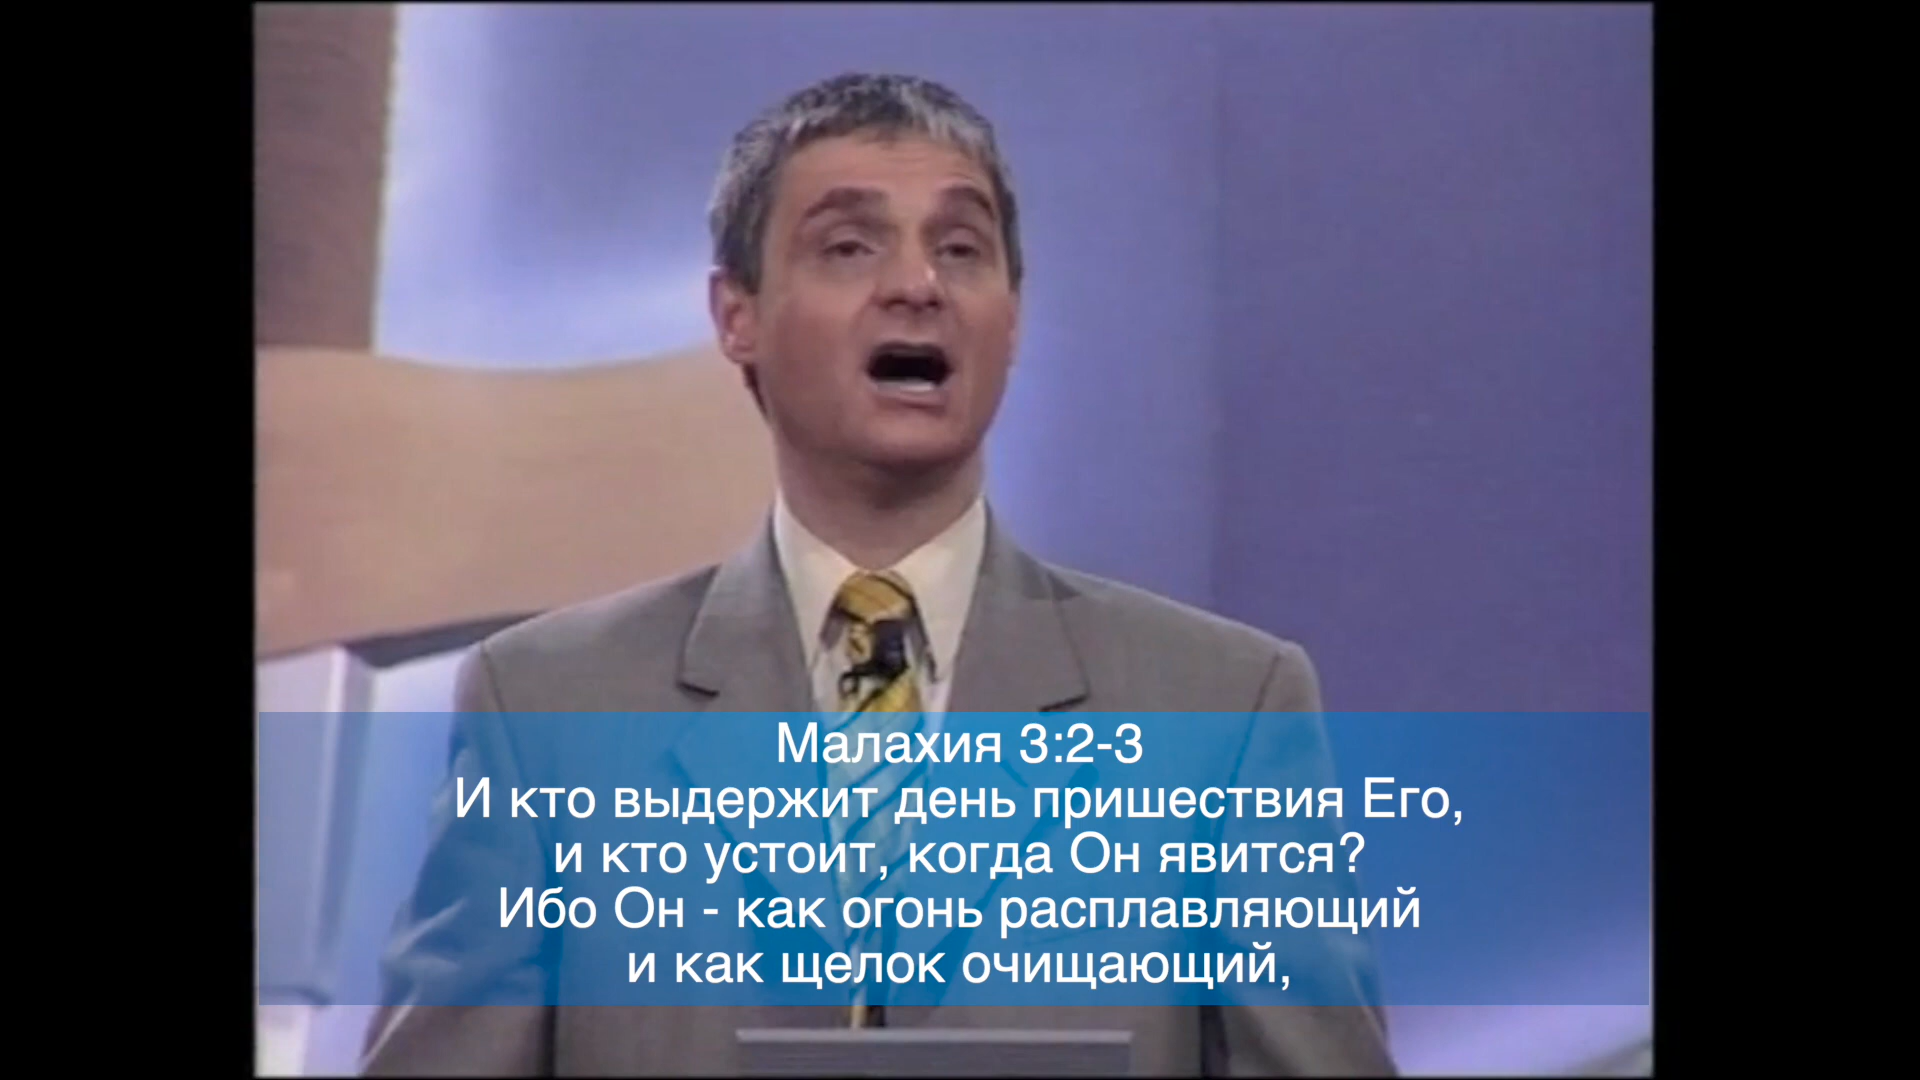 Малахия 3:2-3
И кто выдержит день пришествия Его,
и кто устоит, когда Он явится?
Ибо Он - как огонь расплавляющий
и как щелок очищающий,